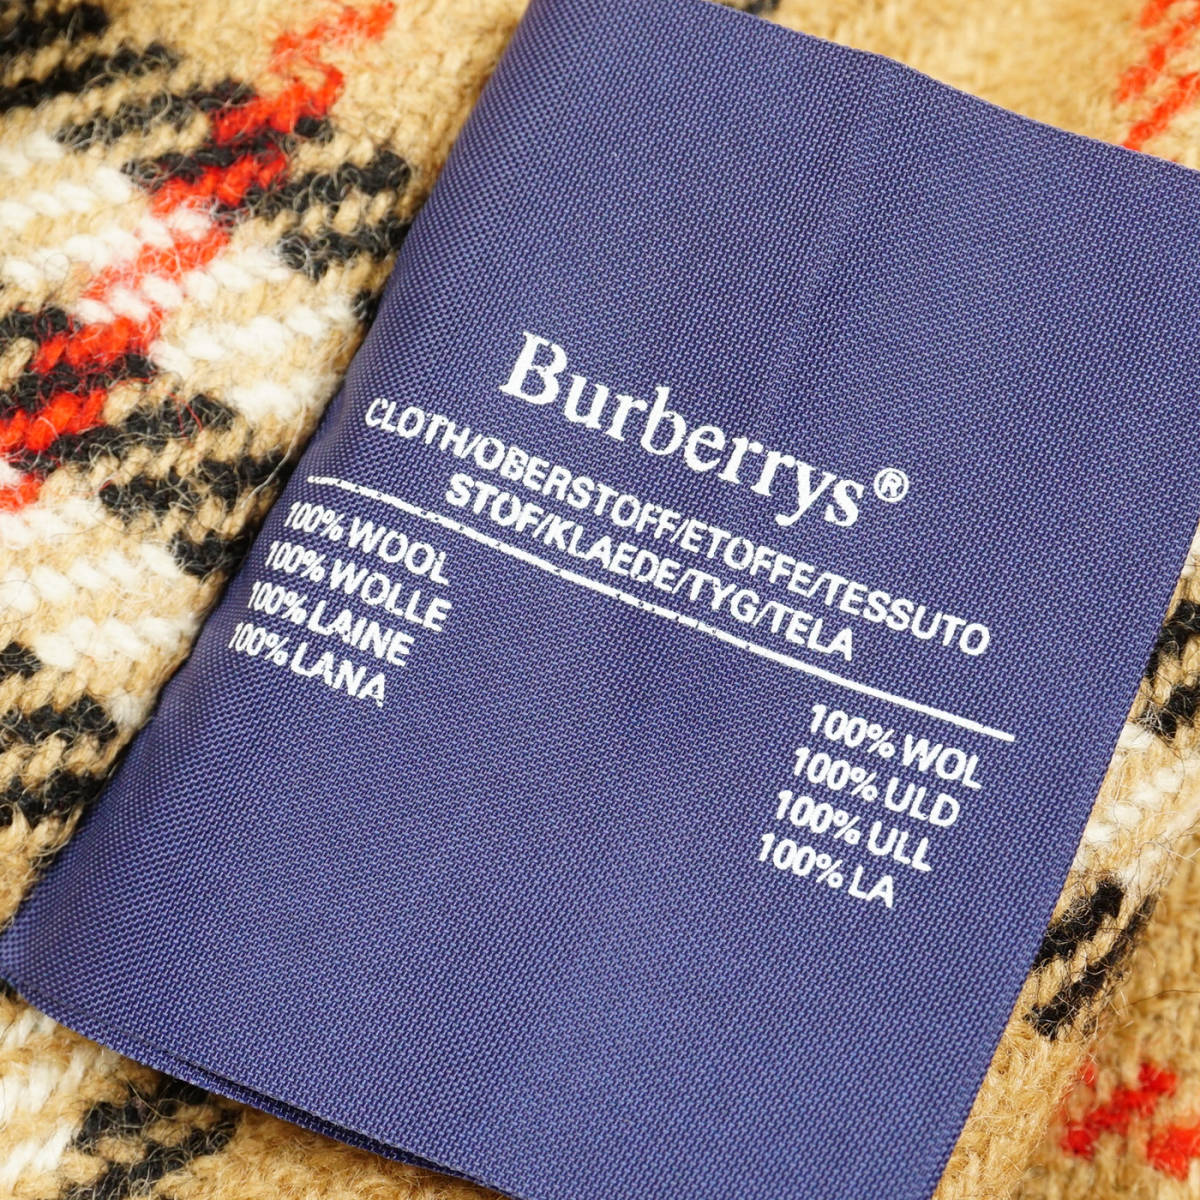 Burberrys®
CLOTH/OBERSTOFF/ETOFFE/TESSUTO
STOF/KLAEDE/TYG/TELA
100% WOOL
100% WOLLE
100% LAINE
100% LANA
100% WOL
100% ULD
100% ULL
100% LA